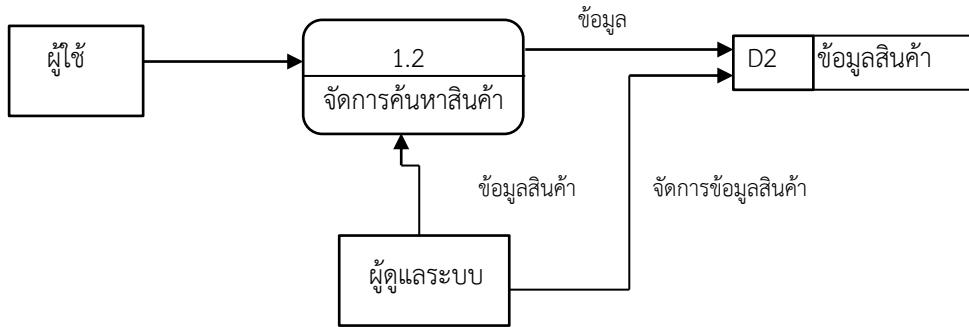 ข้อมูล
ผู้ใช้
1.2
D2
ข้อมูลสินค้า
จัดการค้นหาสินค้า
ข้อมูลสินค้า
จัดการข้อมูลสินค้า
ผู้ดูแลระบบ